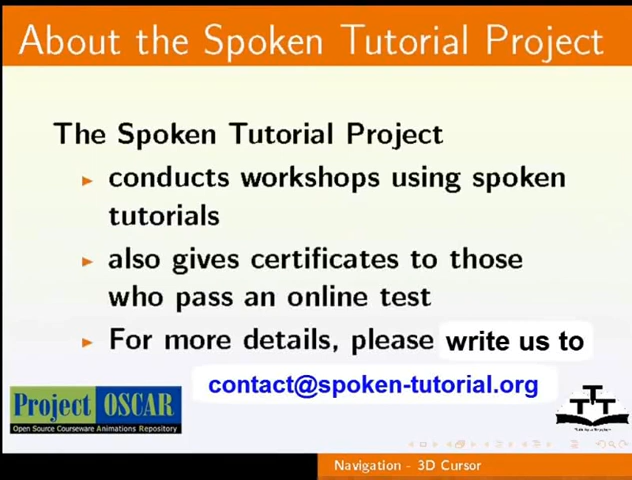 About the Spoken Tutorial Project
The Spoken Tutorial Project
conducts workshops using spoken
tutorials
also gives certificates to those
who pass an online test
For more details, please write us to
contact@spoken-tutorial.org
Project OSCAR
Open Source Courseware Animations Repository
Navigation - 3D Cursor